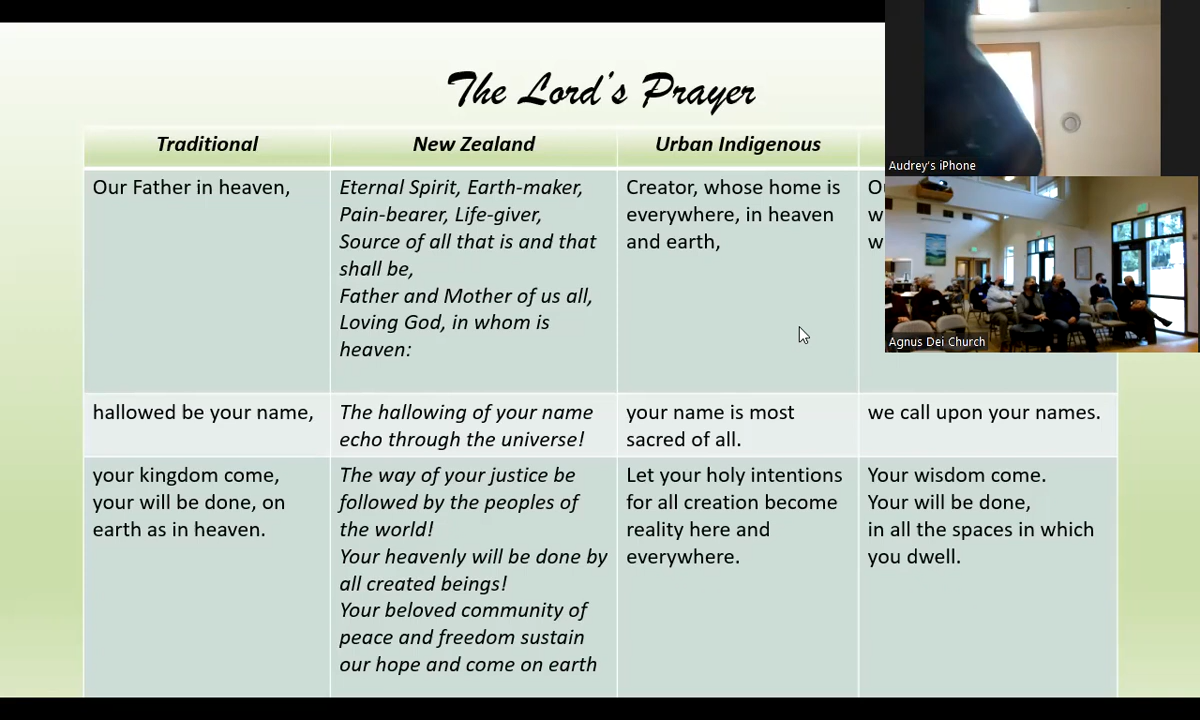 The Lord's Prayer
Traditional
New Zealand
Urban Indigenous
Our Father in heaven,
Eternal Spirit, Earth-maker,
Pain-bearer, Life-giver,
Source of all that is and that
shall be,
Father and Mother of us all,
Loving God, in whom is
heaven:
Creator, whose home is
everywhere, in heaven
and earth,
hallowed be your name,
The hallowing of your name
echo through the universe!
your name is most
sacred of all.
we call upon your names.
your kingdom come,
your will be done, on
earth as in heaven.
The way of your justice be
followed by the peoples of
the world!
Your heavenly will be done by
all created beings!
Your beloved community of
peace and freedom sustain
our hope and come on earth
Let your holy intentions
for all creation become
reality here and
everywhere.
Your wisdom come.
Your will be done,
in all the spaces in which
you dwell.
Audrey's iPhone
Agnus Dei Church